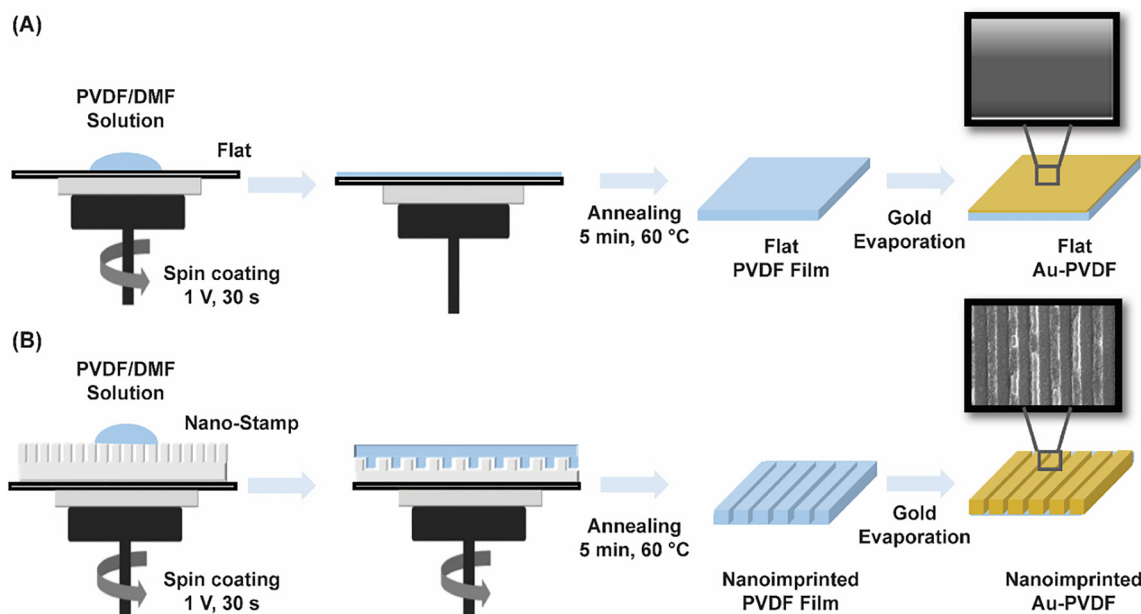 (A)
PVDF/DMF
Solution
Flat
Spin coating
1 V, 30 s
Annealing
5 min, 60 °C
Flat
PVDF Film
Gold
Evaporation
Flat
Au-PVDF
(B)
PVDF/DMF
Solution
Nano-Stamp
Spin coating
1 V, 30 s
Annealing
5 min, 60 °C
Nanoimprinted
PVDF Film
Gold
Evaporation
Nanoimprinted
Au-PVDF